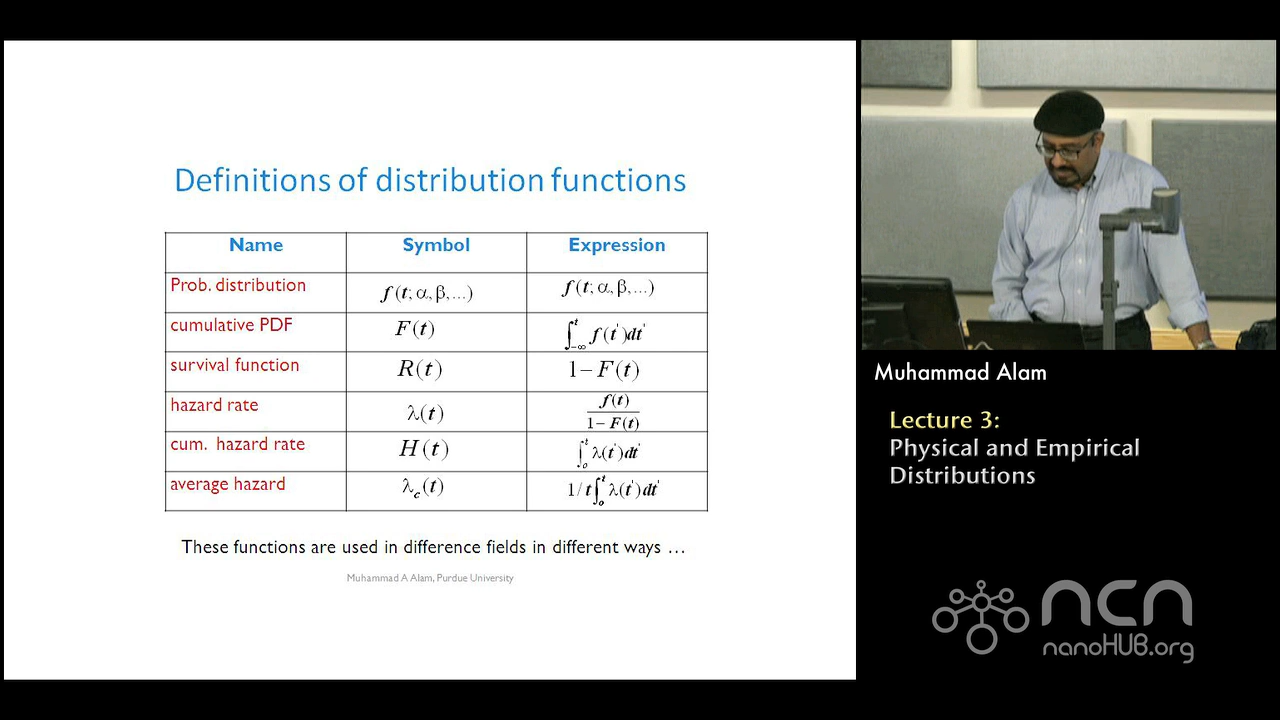 Definitions of distribution functions
Name Symbol Expression
Prob. distribution f(t; α, β, ...) f(t; α, β, ...)
cumulative PDF F(t) ∫_{-∞}^{t} f(t')dt'
survival function R(t) 1−F(t)
hazard rate λ(t) f(t) / 1−F(t)
cum. hazard rate H(t) ∫_{o}^{t} λ(t')dt'
average hazard λ_c(t) 1/t∫_{o}^{t} λ(t')dt'
These functions are used in difference fields in different ways …
Muhammad A Alam, Purdue University
Muhammad Alam
Lecture 3:
Physical and Empirical
Distributions
ncn
nanoHUB.org